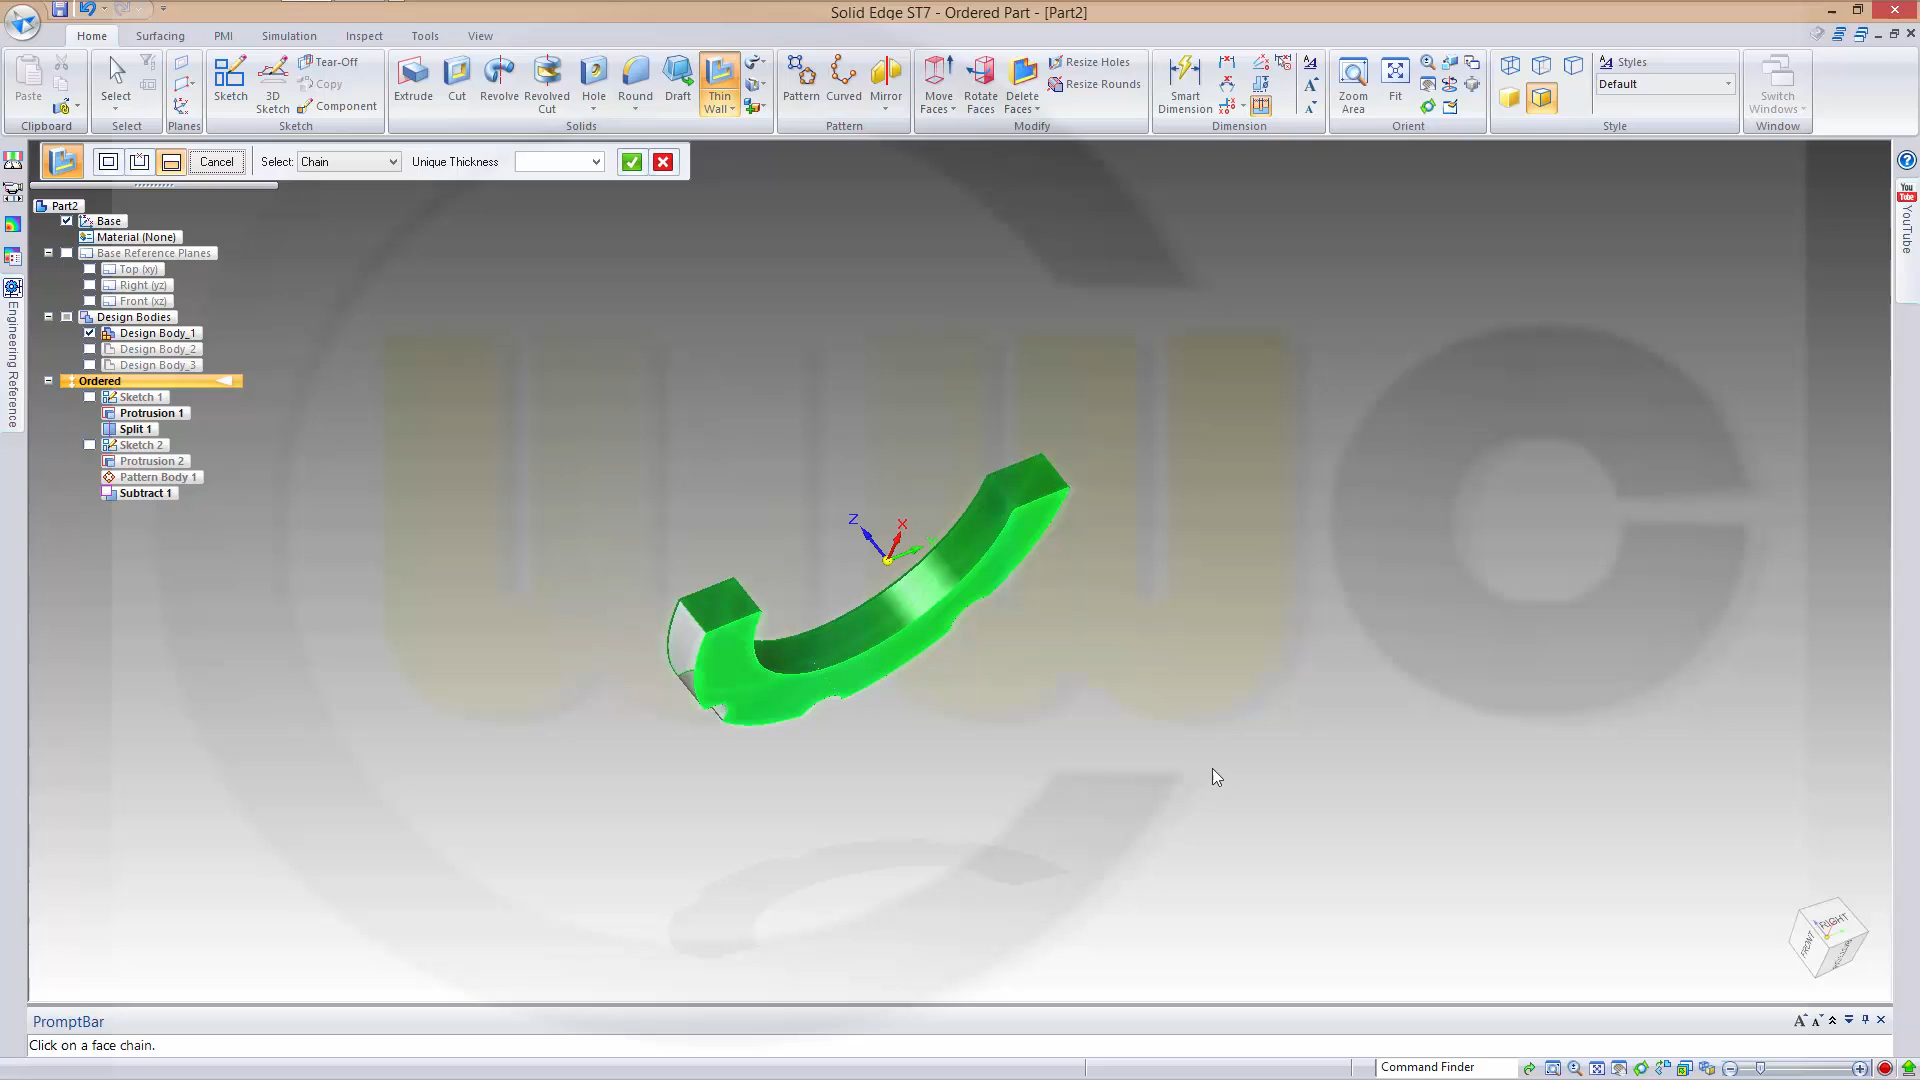 Solid Edge ST7 - Ordered Part - [Part2]
Home Surfacing PMI Simulation Inspect Tools View
Paste
Clipboard
Select
Select
Planes
Sketch
3D Sketch
Tear-Off
Copy
Component
Sketch
Extrude
Cut
Revolve
Revolved Cut
Hole
Round
Draft
Thin Wall
Solids
Pattern
Curved
Mirror
Pattern
Move Faces
Rotate Faces
Delete Faces
Resize Holes
Resize Rounds
Modify
Smart Dimension
Dimension
Zoom Area
Fit
Orient
Styles
Default
Style
Switch Windows
Window
Cancel
Select: Chain
Unique Thickness
Part2
Base
Material (None)
Base Reference Planes
Top (xy)
Right (yz)
Front (xz)
Design Bodies
Design Body_1
Design Body_2
Design Body_3
Ordered
Sketch 1
Protrusion 1
Split 1
Sketch 2
Protrusion 2
Pattern Body 1
Subtract 1
Engineering Reference
You Tube
YouTube
Z
X
Y
uwc
RIGHT
FRONT
PromptBar
Click on a face chain.
Command Finder